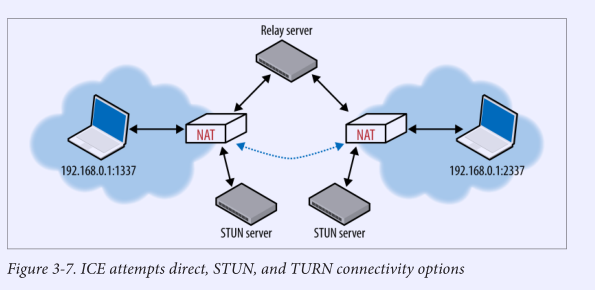 Relay server
NAT
NAT
192.168.0.1:1337
192.168.0.1:2337
STUN server
STUN server
Figure 3-7. ICE attempts direct, STUN, and TURN connectivity options